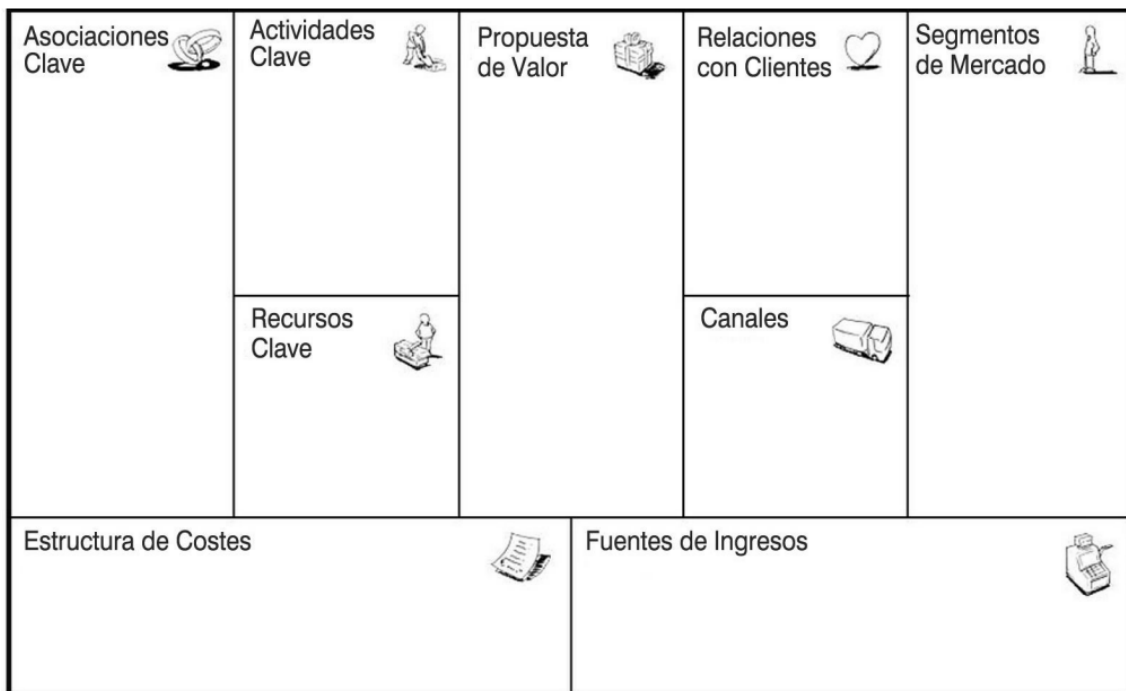 Asociaciones
Clave
Actividades
Clave
Propuesta
de Valor
Relaciones
con Clientes
Segmentos
de Mercado
Recursos
Clave
Canales
Estructura de Costes
Fuentes de Ingresos